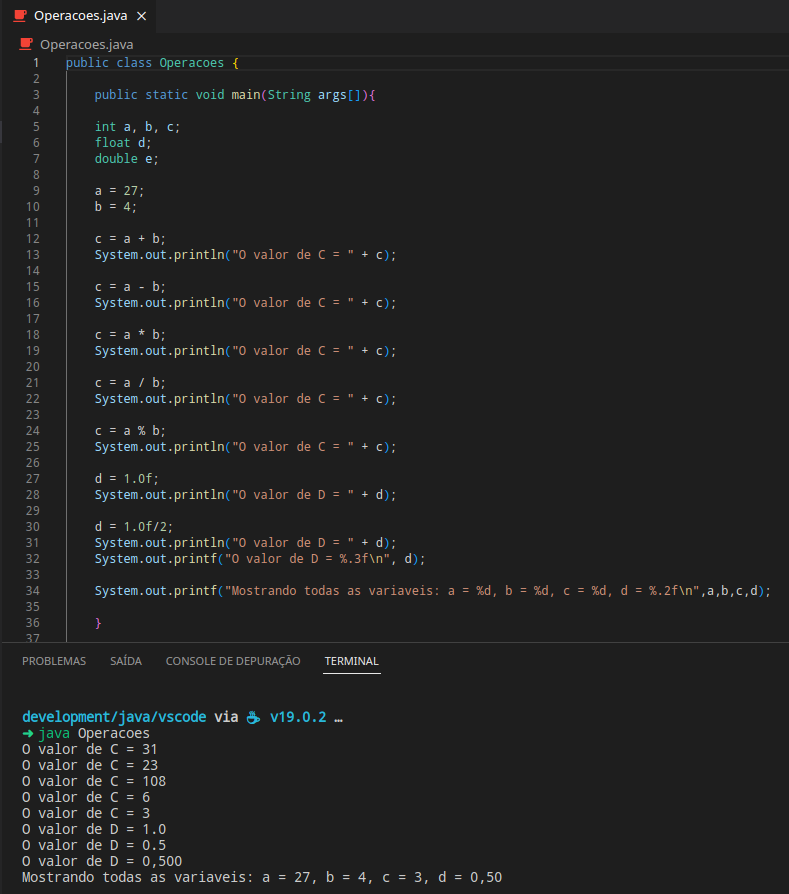 Operacoes.java
Operacoes.java
1 public class Operacoes {
2
3 public static void main(String args[]){
4
5 int a, b, c;
6 float d;
7 double e;
8
9 a = 27;
10 b = 4;
11
12 c = a + b;
13 System.out.println("O valor de C = " + c);
14
15 c = a - b;
16 System.out.println("O valor de C = " + c);
17
18 c = a * b;
19 System.out.println("O valor de C = " + c);
20
21 c = a / b;
22 System.out.println("O valor de C = " + c);
23
24 c = a % b;
25 System.out.println("O valor de C = " + c);
26
27 d = 1.0f;
28 System.out.println("O valor de D = " + d);
29
30 d = 1.0f/2;
31 System.out.println("O valor de D = " + d);
32 System.out.printf("O valor de D = %.3f\n", d);
33
34 System.out.printf("Mostrando todas as variaveis: a = %d, b = %d, c = %d, d = %.2f\n",a,b,c,d);
35
36 }
37
PROBLEMAS SAÍDA CONSOLE DE DEPURAÇÃO TERMINAL
development/java/vscode via ☕ v19.0.2 …
➜ java Operacoes
O valor de C = 31
O valor de C = 23
O valor de C = 108
O valor de C = 6
O valor de C = 3
O valor de D = 1.0
O valor de D = 0.5
O valor de D = 0,500
Mostrando todas as variaveis: a = 27, b = 4, c = 3, d = 0,50